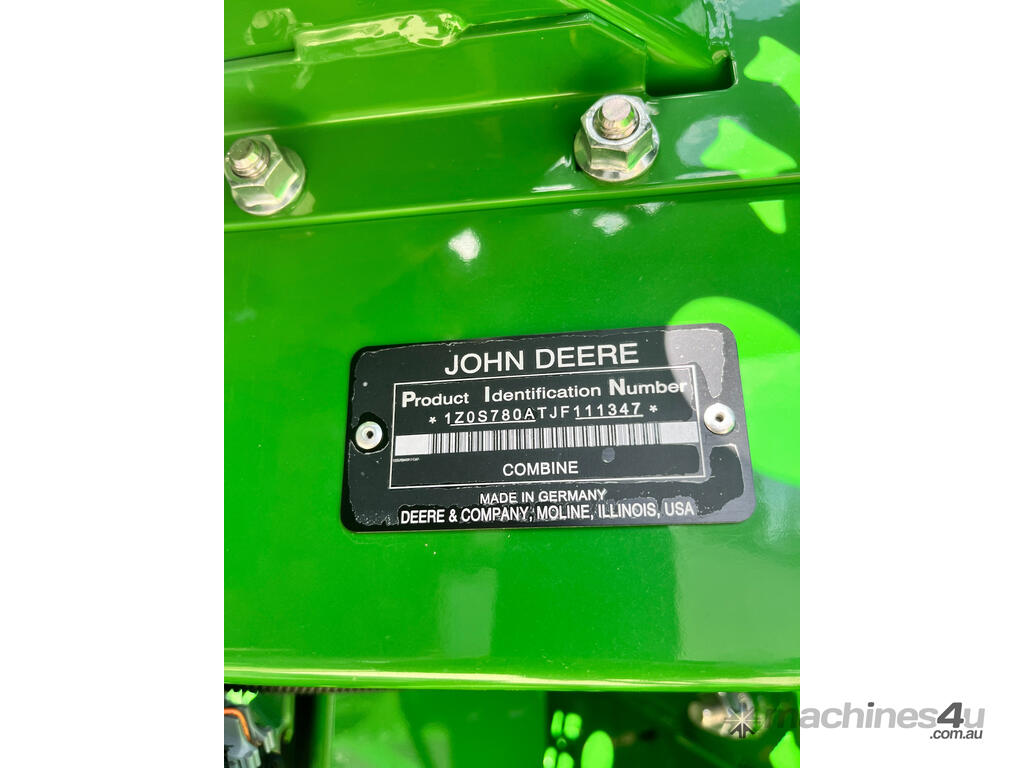 JOHN DEERE
Product Identification Number
* 1Z0S780ATJF111347 *
COMBINE
MADE IN GERMANY
DEERE & COMPANY, MOLINE, ILLINOIS, USA
machines4u
.com.au